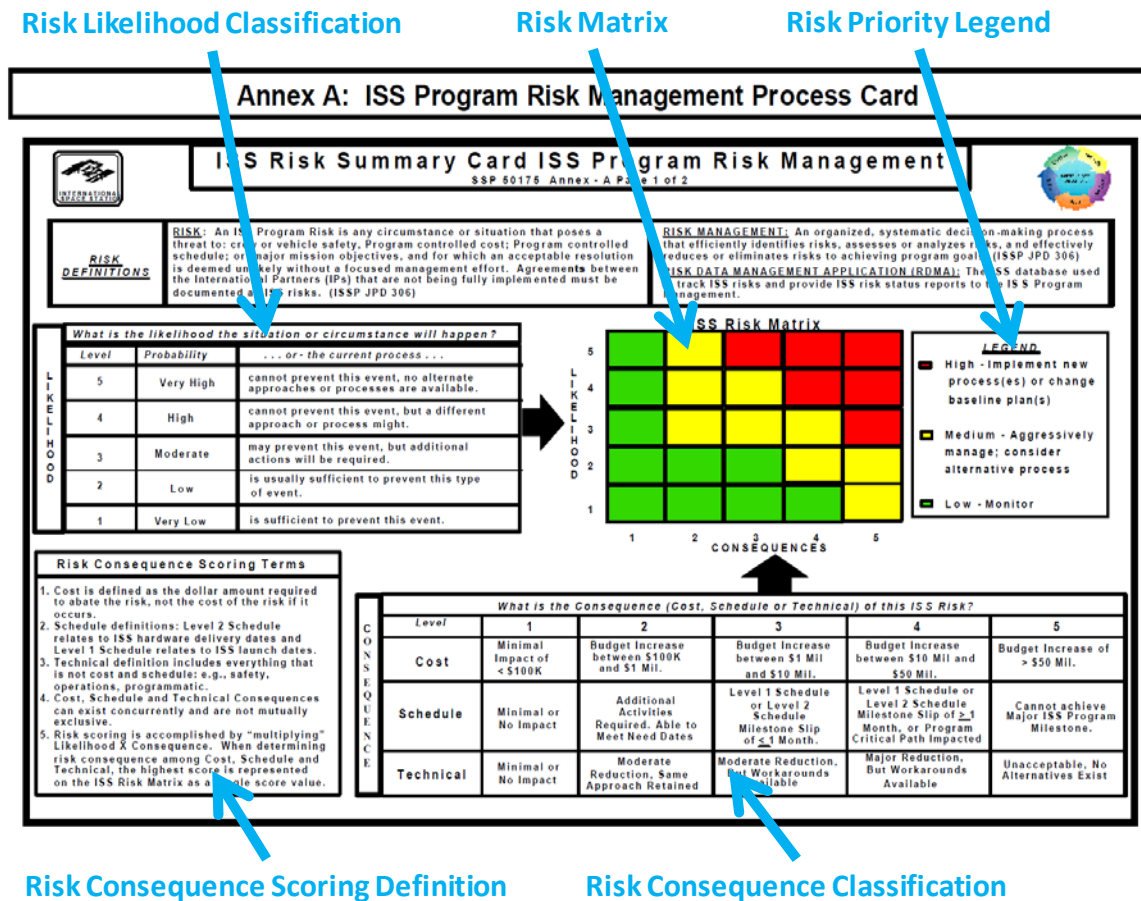 Risk Likelihood Classification
Risk Matrix
Risk Priority Legend
Annex A: ISS Program Risk Management Process Card
INTERNATIONAL
SPACE STATION
ISS Risk Summary Card ISS Program Risk Management
SSP 50175 Annex - A Page 1 of 2
RISK
DEFINITIONS
RISK: An ISS Program Risk is any circumstance or situation that poses a
threat to: crew or vehicle safety, Program controlled cost; Program controlled
schedule; or major mission objectives, and for which an acceptable resolution
is deemed unlikely without a focused management effort. Agreements between
the International Partners (IPs) that are not being fully implemented must be
documented as ISS risks. (ISSP JPD 306)
RISK MANAGEMENT: An organized, systematic decision-making process
that efficiently identifies risks, assesses or analyzes risks, and effectively
reduces or eliminates risks to achieving program goals. (ISSP JPD 306)
RISK DATA MANAGEMENT APPLICATION (RDMA): The ISS database used
track ISS risks and provide ISS risk status reports to the ISS Program
Management.
LIKELIHOOD
What is the likelihood the situation or circumstance will happen?
Level Probability . . . or - the current process . . .
5 Very High cannot prevent this event, no alternate
approaches or processes are available.
4 High cannot prevent this event, but a different
approach or process might.
3 Moderate may prevent this event, but additional
actions will be required.
2 Low is usually sufficient to prevent this type
of event.
1 Very Low is sufficient to prevent this event.
ISS Risk Matrix
LIKELIHOOD
5
4
3
2
1
1 2 3 4 5
CONSEQUENCES
LEGEND
High - Implement new
process(es) or change
baseline plan(s)
Medium - Aggressively
manage; consider
alternative process
Low - Monitor
Risk Consequence Scoring Terms
1. Cost is defined as the dollar amount required
to abate the risk, not the cost of the risk if it
occurs.
2. Schedule definitions: Level 2 Schedule
relates to ISS hardware delivery dates and
Level 1 Schedule relates to ISS launch dates.
3. Technical definition includes everything that
is not cost and schedule: e.g., safety,
operations, programmatic.
4. Cost, Schedule and Technical Consequences
can exist concurrently and are not mutually
exclusive.
5. Risk scoring is accomplished by "multiplying"
Likelihood X Consequence. When determining
risk consequence among Cost, Schedule and
Technical, the highest score is represented
on the ISS Risk Matrix as a single score value.
CONSEQUENCE
What is the Consequence (Cost, Schedule or Technical) of this ISS Risk?
Level 1 2 3 4 5
Cost
Minimal
Impact of
< $100K
Budget Increase
between $100K
and $1 Mil.
Budget Increase
between $1 Mil
and $10 Mil.
Budget Increase
between $10 Mil and
$50 Mil.
Budget Increase of
> $50 Mil.
Schedule
Minimal or
No Impact
Additional
Activities
Required. Able to
Meet Need Dates
Level 1 Schedule
or Level 2
Schedule
Milestone Slip
of ≤ 1 Month.
Level 1 Schedule or
Level 2 Schedule
Milestone Slip of ≥ 1
Month, or Program
Critical Path Impacted
Cannot achieve
Major ISS Program
Milestone.
Technical
Minimal or
No Impact
Moderate
Reduction, Same
Approach Retained
Moderate Reduction,
But Workarounds
Available
Major Reduction,
But Workarounds
Available
Unacceptable, No
Alternatives Exist
Risk Consequence Scoring Definition
Risk Consequence Classification